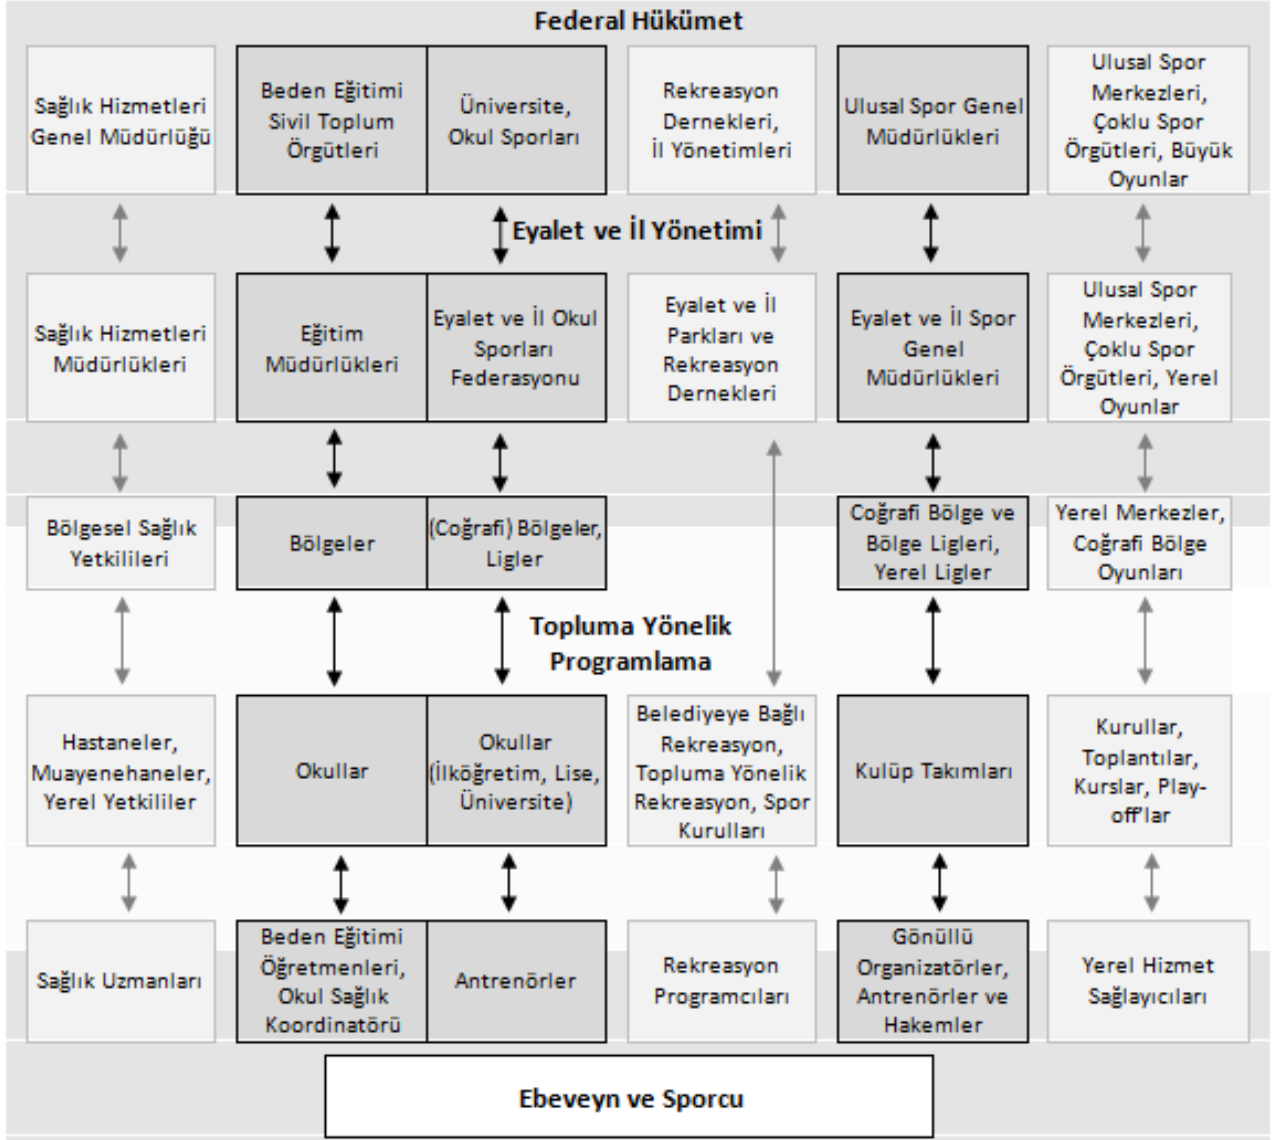 Federal Hükümet
Sağlık Hizmetleri
Genel Müdürlüğü
Beden Eğitimi
Sivil Toplum
Örgütleri
Üniversite,
Okul Sporları
Rekreasyon
Dernekleri,
İl Yönetimleri
Ulusal Spor Genel
Müdürlükleri
Ulusal Spor
Merkezleri,
Çoklu Spor
Örgütleri, Büyük
Oyunlar
Eyalet ve İl Yönetimi
Sağlık Hizmetleri
Müdürlükleri
Eğitim
Müdürlükleri
Eyalet ve İl Okul
Sporları
Federasyonu
Eyalet ve İl
Parkları ve
Rekreasyon
Dernekleri
Eyalet ve İl Spor
Genel
Müdürlükleri
Ulusal Spor
Merkezleri,
Çoklu Spor
Örgütleri, Yerel
Oyunlar
Bölgesel Sağlık
Yetkilileri
Bölgeler
(Coğrafi) Bölgeler,
Ligler
Coğrafi Bölge ve
Bölge Ligleri,
Yerel Ligler
Yerel Merkezler,
Coğrafi Bölge
Oyunları
Topluma Yönelik
Programlama
Hastaneler,
Muayenehaneler,
Yerel Yetkililer
Okullar
Okullar
(İlköğretim, Lise,
Üniversite)
Belediyeye Bağlı
Rekreasyon,
Topluma Yönelik
Rekreasyon, Spor
Kurulları
Kulüp Takımları
Kurullar,
Toplantılar,
Kurslar, Play-
off'lar
Sağlık Uzmanları
Beden Eğitimi
Öğretmenleri,
Okul Sağlık
Koordinatörü
Antrenörler
Rekreasyon
Programcıları
Gönüllü
Organizatörler,
Antrenörler ve
Hakemler
Yerel Hizmet
Sağlayıcıları
Ebeveyn ve Sporcu